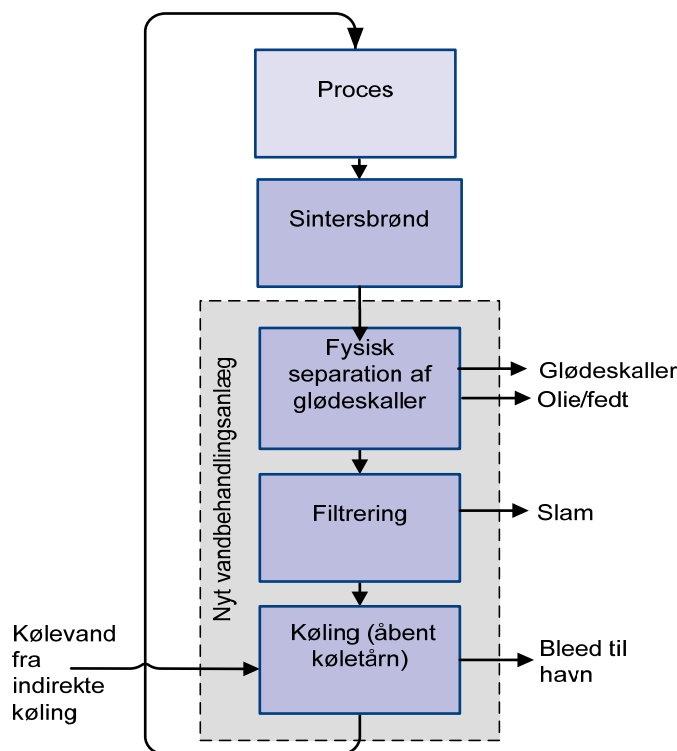 Proces
Sintersbrønd
Nyt vandbehandlingsanlæg
Fysisk
separation af
glødeskaller
Glødeskaller
Olie/fedt
Filtrering
Slam
Kølevand
fra
indirekte
køling
Køling (åbent
køletårn)
Bleed til
havn